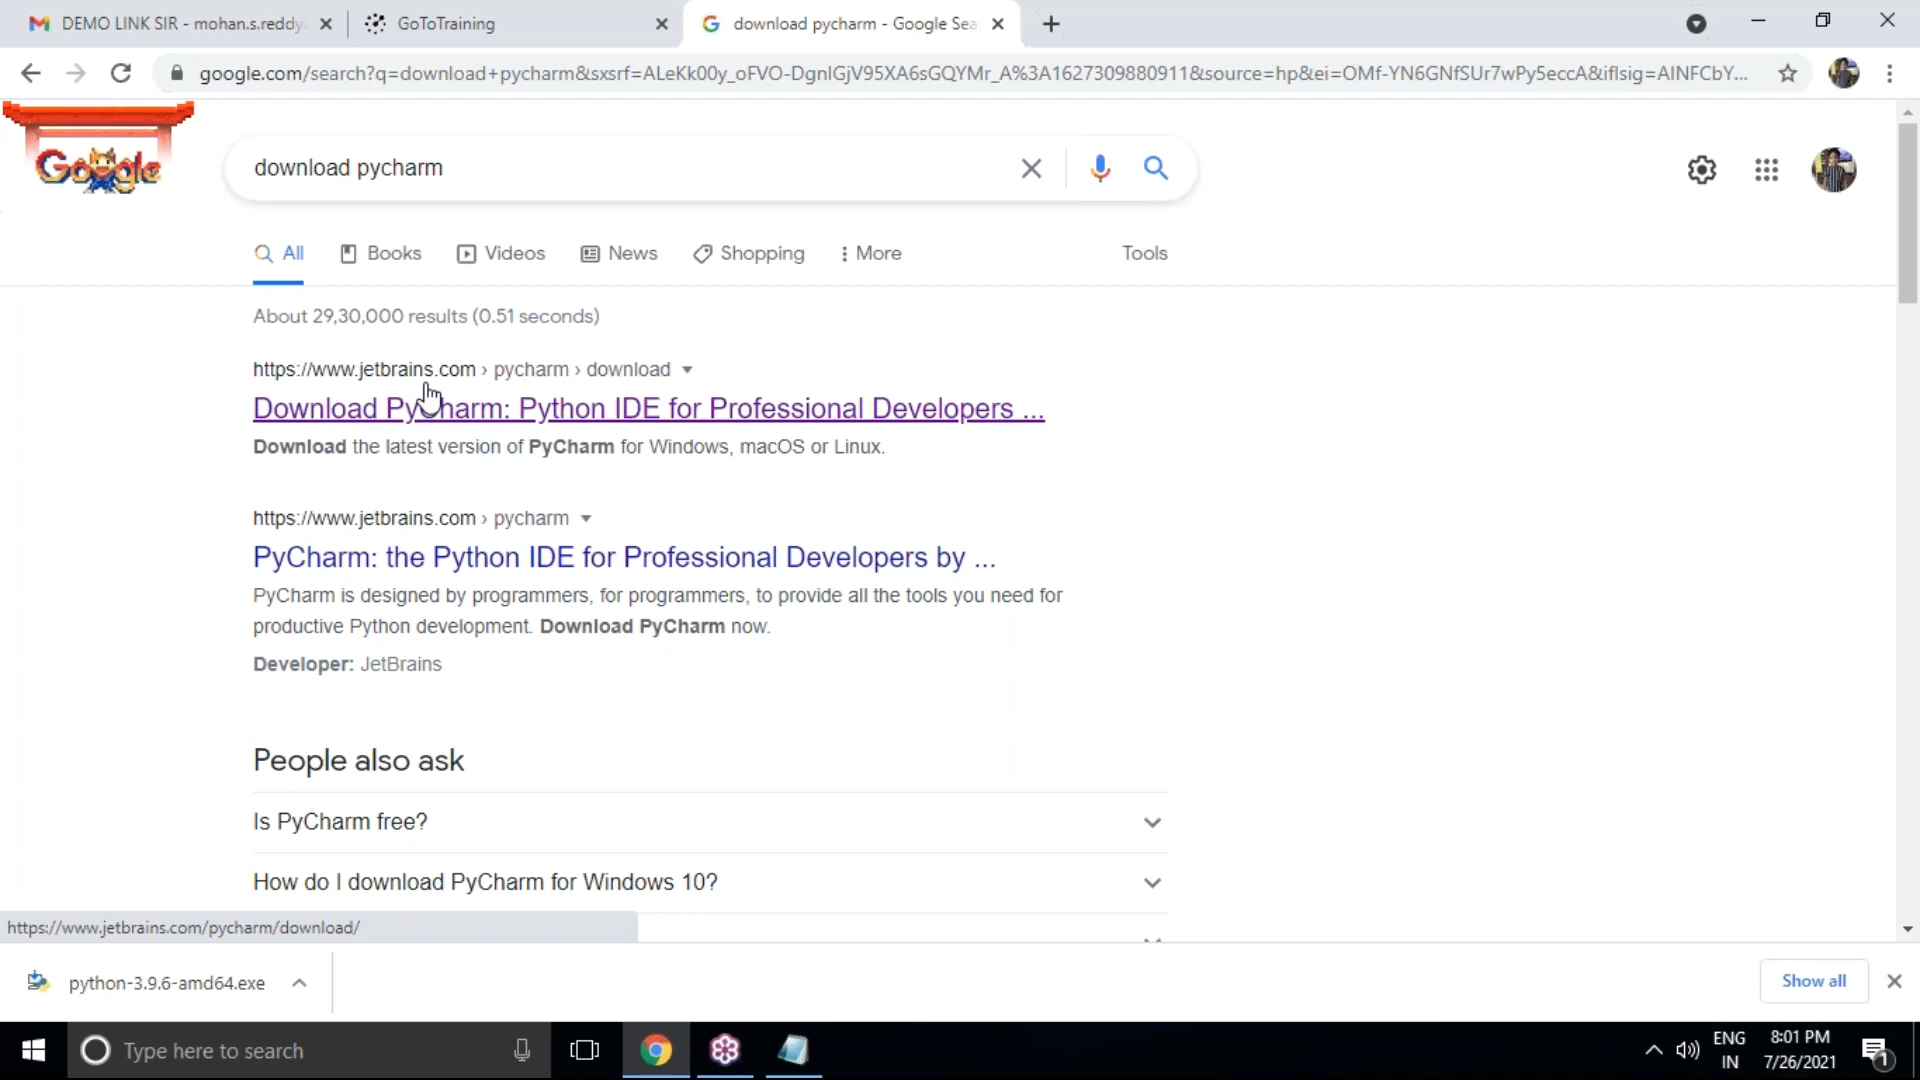 DEMO LINK SIR - mohan.s.reddy
GoToTraining
download pycharm - Google Sea
google.com/search?q=download+pycharm&sxsrf=ALeKk00y_oFVO-DgnIGjV95XA6sGQYMr_A%3A1627309880911&source=hp&ei=OMf-YN6GNfSUr7wPy5eccA&iflsig=AINFCbY...
Google
download pycharm
All
Books
Videos
News
Shopping
More
Tools
About 29,30,000 results (0.51 seconds)
https://www.jetbrains.com › pycharm › download
Download PyCharm: Python IDE for Professional Developers ...
Download the latest version of PyCharm for Windows, macOS or Linux.
https://www.jetbrains.com › pycharm
PyCharm: the Python IDE for Professional Developers by ...
PyCharm is designed by programmers, for programmers, to provide all the tools you need for
productive Python development. Download PyCharm now.
Developer: JetBrains
People also ask
Is PyCharm free?
How do I download PyCharm for Windows 10?
https://www.jetbrains.com/pycharm/download/
python-3.9.6-amd64.exe
Show all
Type here to search
ENG
IN
8:01 PM
7/26/2021
1